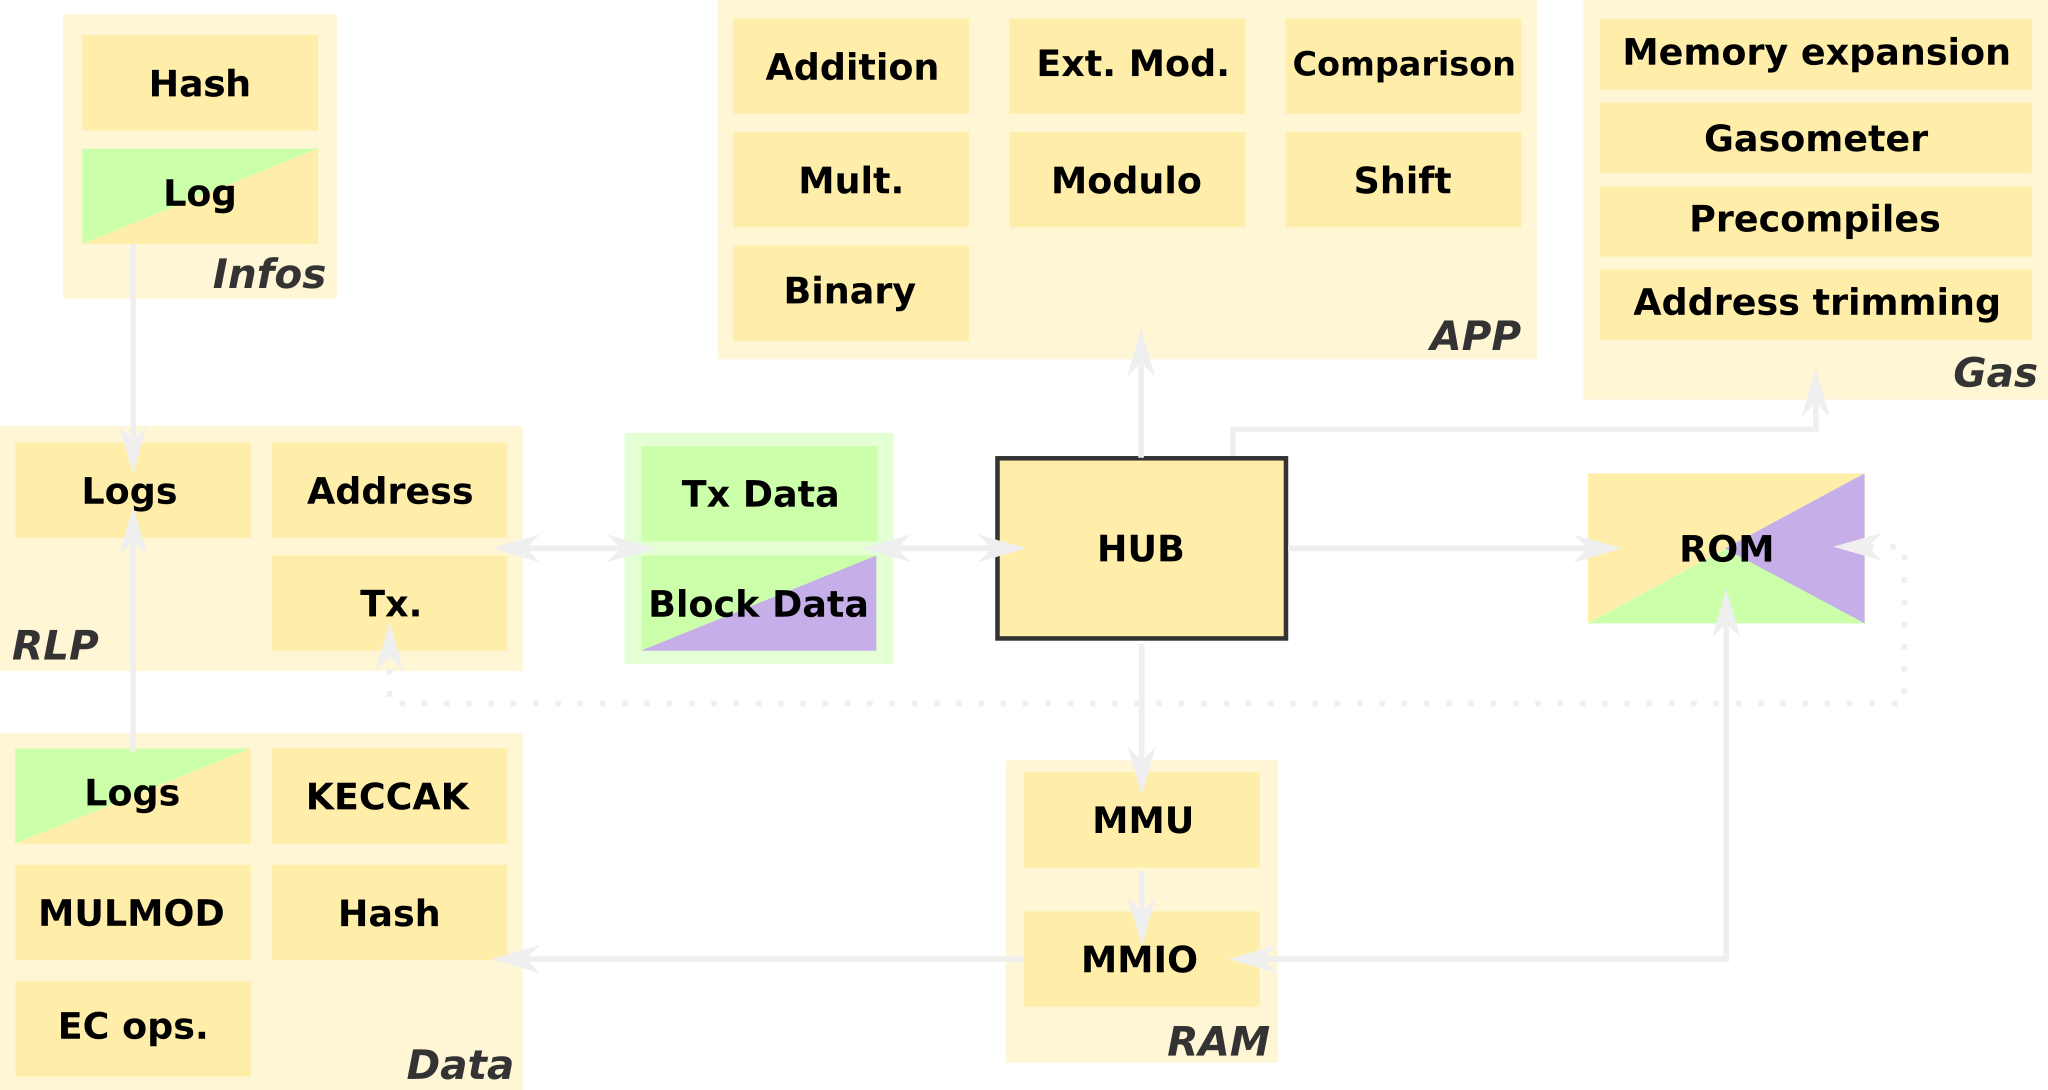 Hash
Log
Infos
Addition
Ext. Mod.
Comparison
Mult.
Modulo
Shift
Binary
APP
Memory expansion
Gasometer
Precompiles
Address trimming
Gas
Logs
Address
Tx.
RLP
Tx Data
Block Data
HUB
ROM
Logs
KECCAK
MULMOD
Hash
EC ops.
Data
MMU
MMIO
RAM